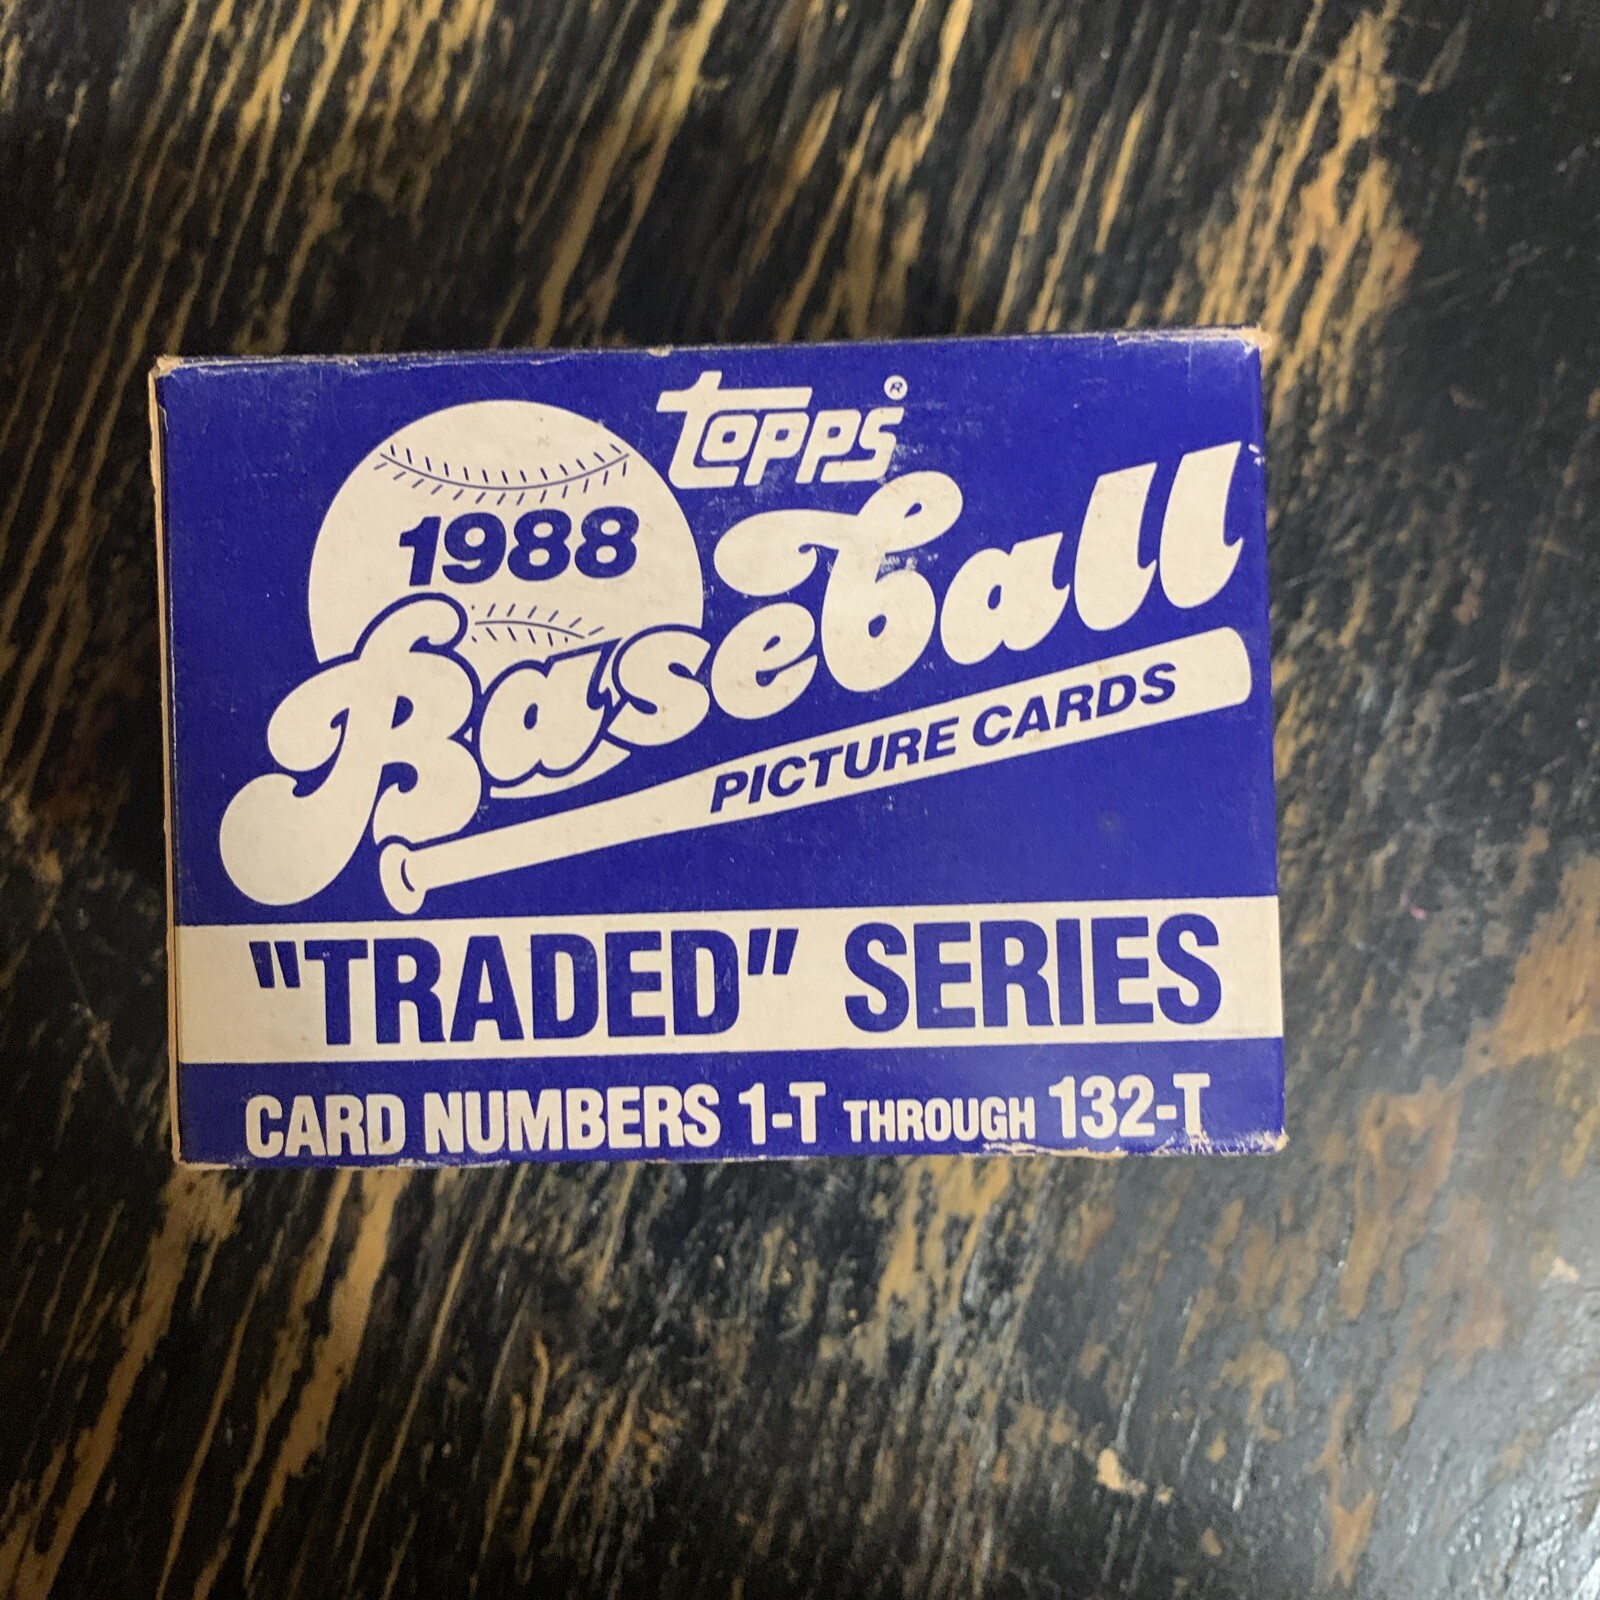 Topps®
1988
Baseball
PICTURE CARDS
"TRADED" SERIES
CARD NUMBERS 1-T THROUGH 132-T